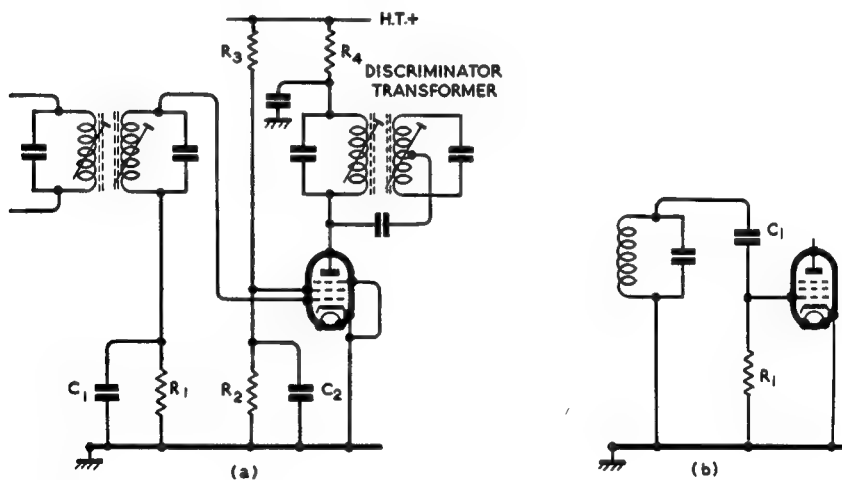 H.T.+
R3
R4
DISCRIMINATOR
TRANSFORMER
C1
C1
R1
R2
C2
R1
(a)
(b)